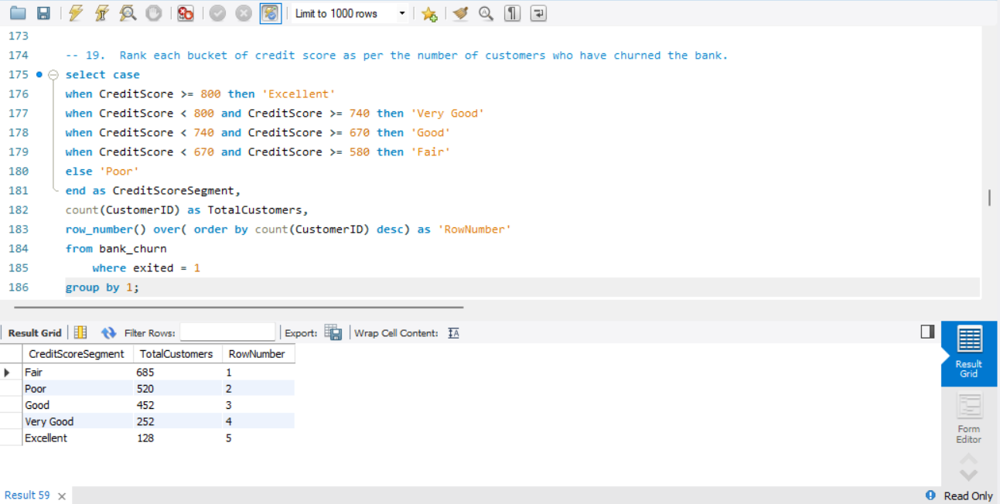 Limit to 1000 rows
173
174 -- 19.  Rank each bucket of credit score as per the number of customers who have churned the bank.
175 select case
176 when CreditScore >= 800 then 'Excellent'
177 when CreditScore < 800 and CreditScore >= 740 then 'Very Good'
178 when CreditScore < 740 and CreditScore >= 670 then 'Good'
179 when CreditScore < 670 and CreditScore >= 580 then 'Fair'
180 else 'Poor'
181 end as CreditScoreSegment,
182 count(CustomerID) as TotalCustomers,
183 row_number() over( order by count(CustomerID) desc) as 'RowNumber'
184 from bank_churn
185 where exited = 1
186 group by 1;
Result Grid Filter Rows: Export: Wrap Cell Content: IA
CreditScoreSegment TotalCustomers RowNumber
Fair 685 1
Poor 520 2
Good 452 3
Very Good 252 4
Excellent 128 5
Result
Grid
Form
Editor
Result 59 Read Only